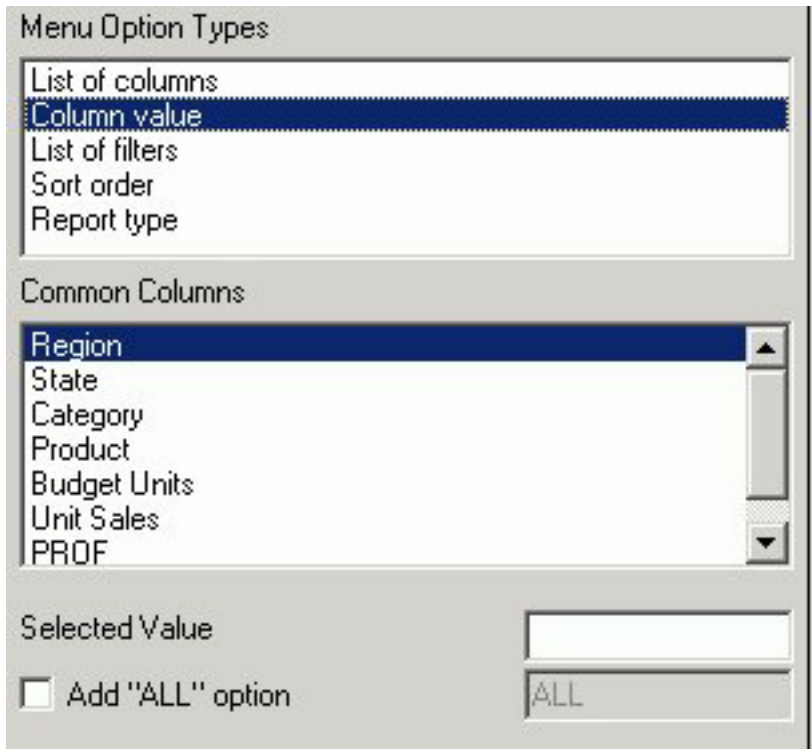 Menu Option Types
List of columns
Column value
List of filters
Sort order
Report type
Common Columns
Region
State
Category
Product
Budget Units
Unit Sales
PROF
Selected Value
Add "ALL" option
ALL